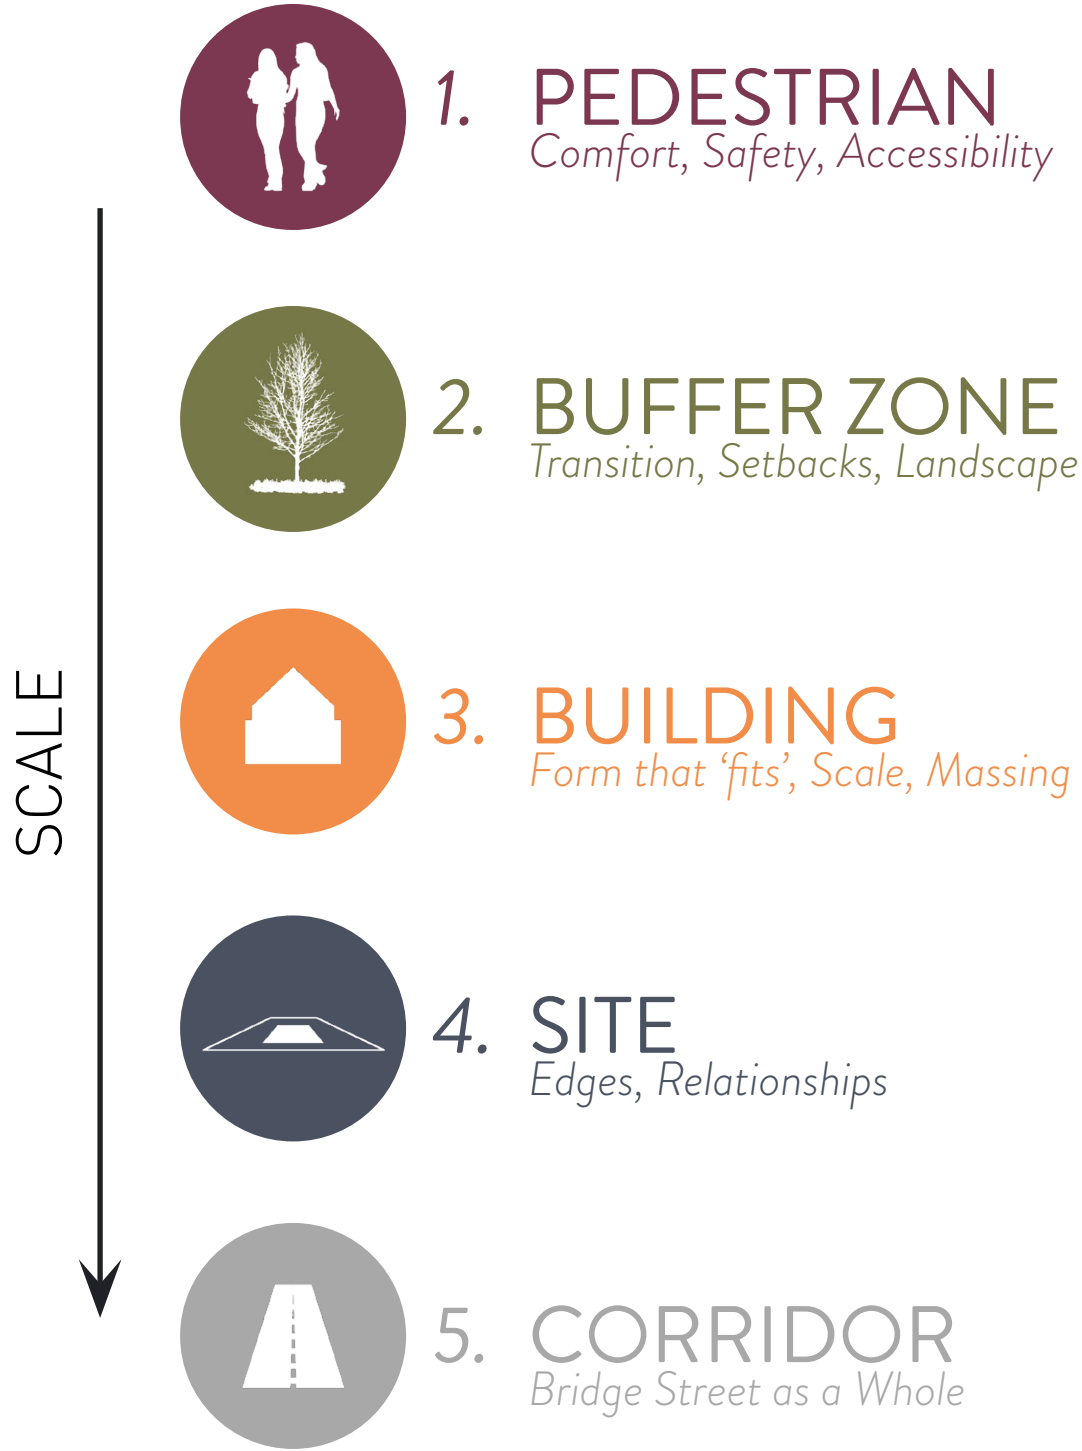 SCALE
1. PEDESTRIAN
Comfort, Safety, Accessibility
2. BUFFER ZONE
Transition, Setbacks, Landscape
3. BUILDING
Form that ‘fits’, Scale, Massing
4. SITE
Edges, Relationships
5. CORRIDOR
Bridge Street as a Whole